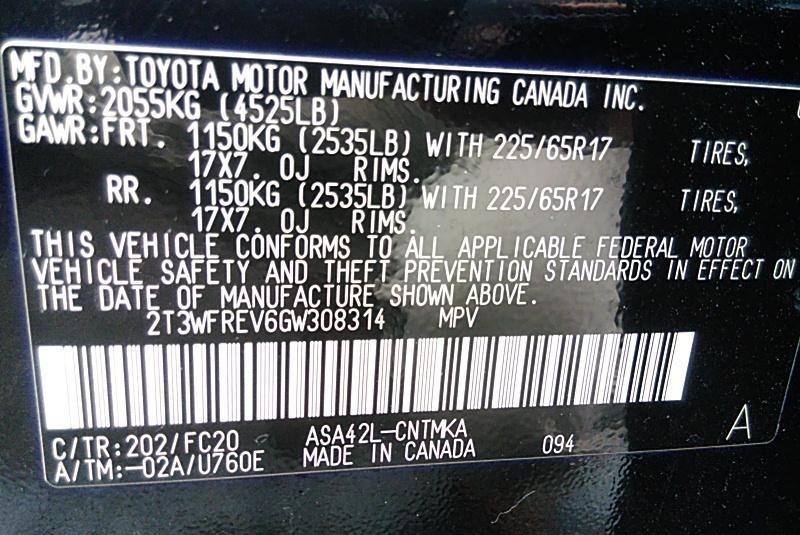 MFD.BY:TOYOTA MOTOR MANUFACTURING CANADA INC.
GVWR:2055KG (4525LB)
GAWR:FRT. 1150KG (2535LB) WITH 225/65R17 TIRES,
17X7. 0J RIMS.
RR. 1150KG (2535LB) WITH 225/65R17 TIRES,
17X7. 0J RIMS.
THIS VEHICLE CONFORMS TO ALL APPLICABLE FEDERAL MOTOR
VEHICLE SAFETY AND THEFT PREVENTION STANDARDS IN EFFECT ON
THE DATE OF MANUFACTURE SHOWN ABOVE.
2T3WFREV6GW308314 MPV
C/TR:202/FC20 ASA42L-CNTMKA 094 A
A/TM:-02A/U760E MADE IN CANADA